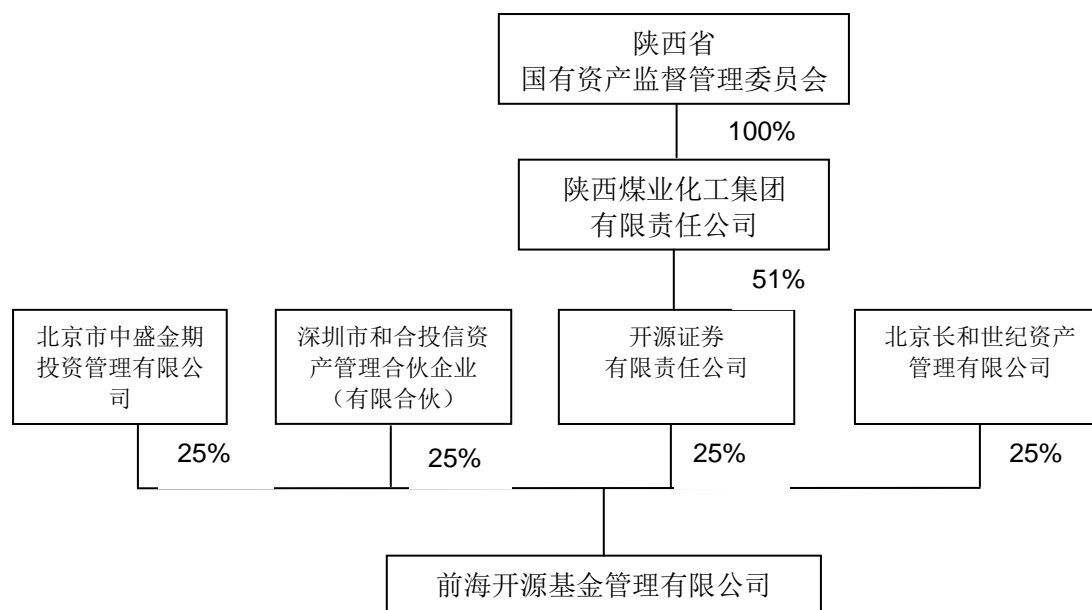 陕西省
国有资产监督管理委员会
100%
陕西煤业化工集团
有限责任公司
51%
北京市中盛金期
投资管理有限公
司
深圳市和合投信资
产管理合伙企业
（有限合伙）
开源证券
有限责任公司
北京长和世纪资产
管理有限公司
25%
25%
25%
25%
前海开源基金管理有限公司